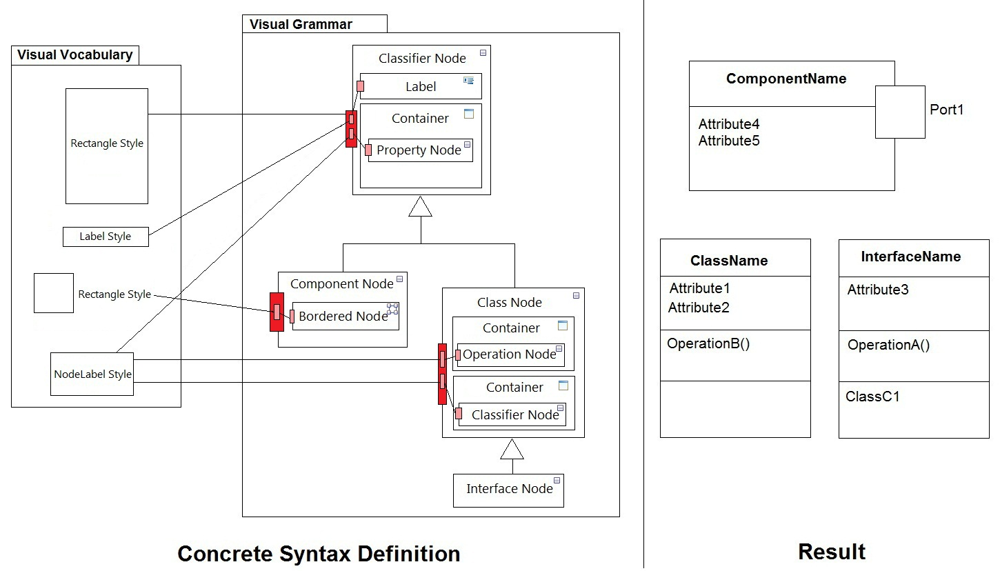 Visual Grammar
Visual Vocabulary
Rectangle Style
Label Style
Rectangle Style
NodeLabel Style
Classifier Node
Label
Container
Property Node
Component Node
Bordered Node
Class Node
Container
Operation Node
Container
Classifier Node
Interface Node
Concrete Syntax Definition
ComponentName
Attribute4
Attribute5
Port1
ClassName
Attribute1
Attribute2
OperationB()
InterfaceName
Attribute3
OperationA()
ClassC1
Result